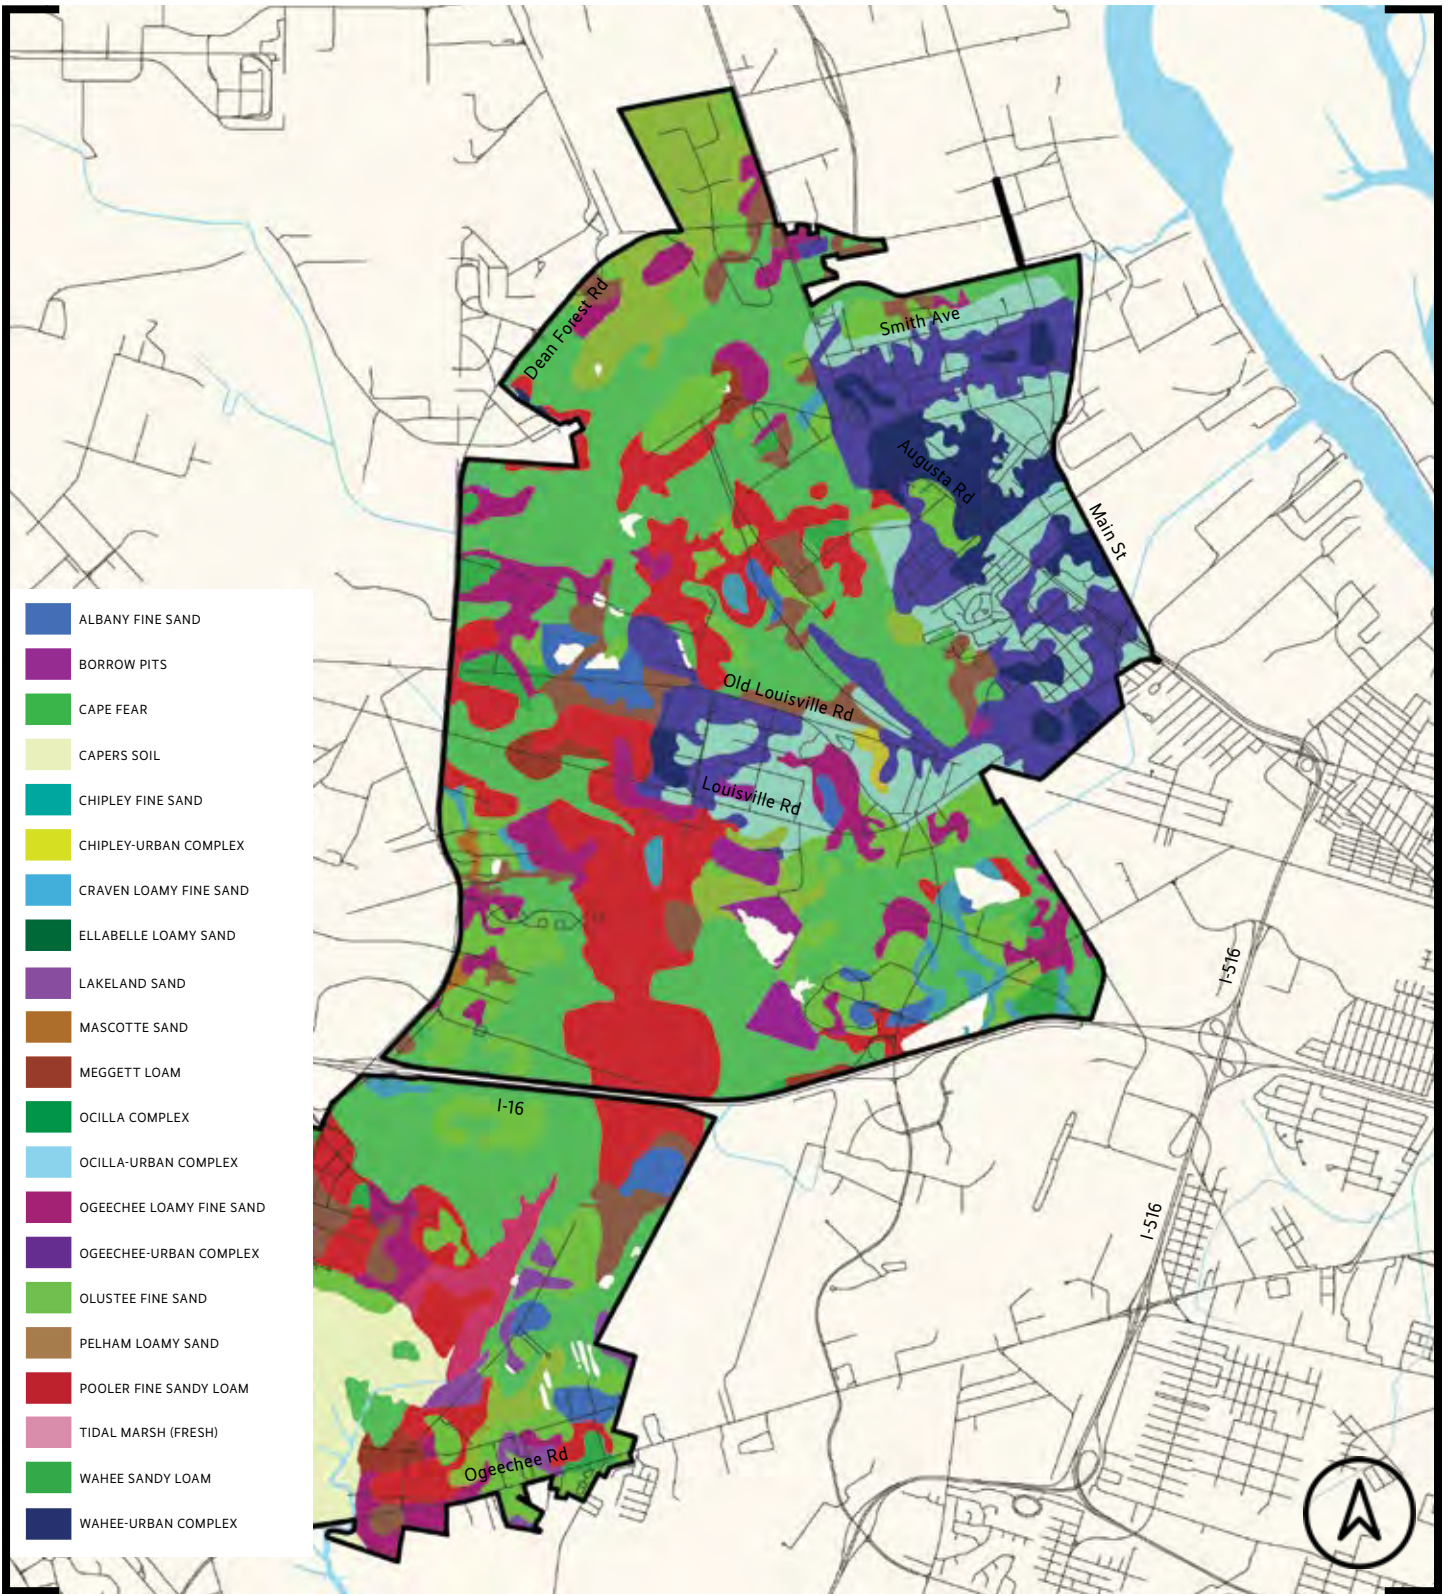 Dean Forest Rd
Smith Ave
Augusta Rd
Main St
Old Louisville Rd
Louisville Rd
I-516
I-16
I-516
Ogeechee Rd
ALBANY FINE SAND
BORROW PITS
CAPE FEAR
CAPERS SOIL
CHIPLEY FINE SAND
CHIPLEY-URBAN COMPLEX
CRAVEN LOAMY FINE SAND
ELLABELLE LOAMY SAND
LAKELAND SAND
MASCOTTE SAND
MEGGETT LOAM
OCILLA COMPLEX
OCILLA-URBAN COMPLEX
OGEECHEE LOAMY FINE SAND
OGEECHEE-URBAN COMPLEX
OLUSTEE FINE SAND
PELHAM LOAMY SAND
POOLER FINE SANDY LOAM
TIDAL MARSH (FRESH)
WAHEE SANDY LOAM
WAHEE-URBAN COMPLEX